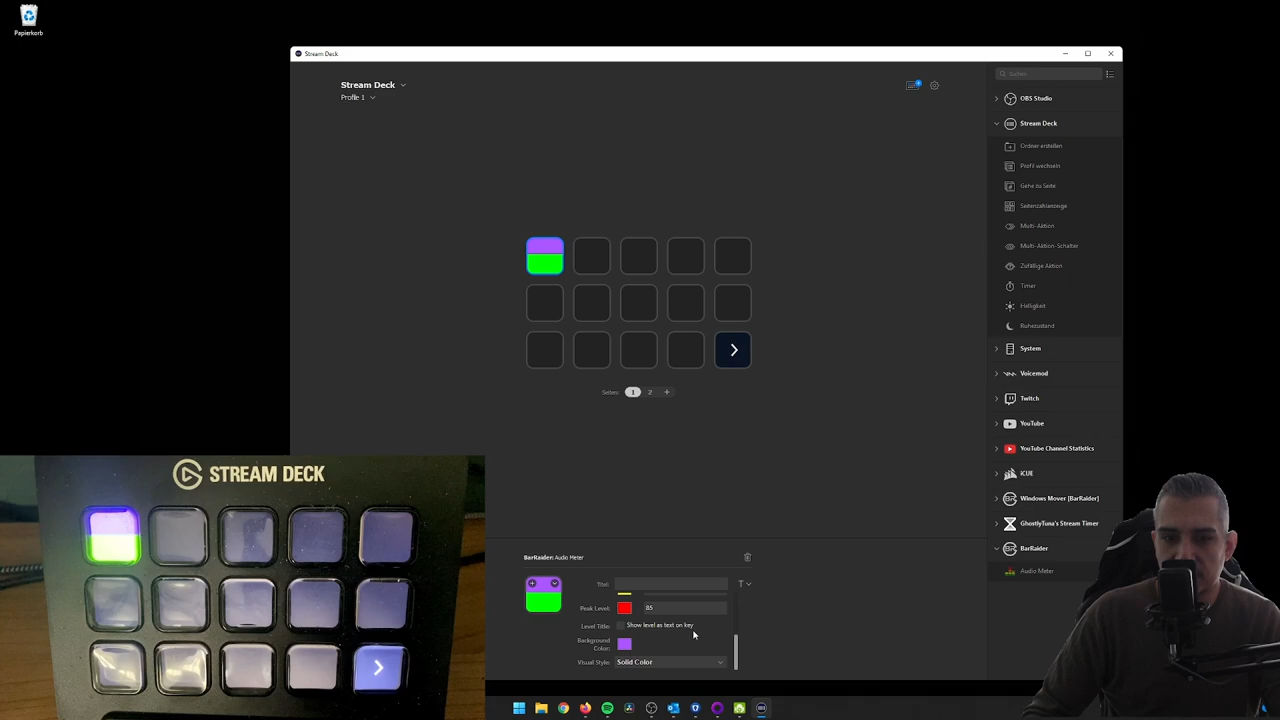 Papierkorb
Stream Deck
Stream Deck
Profile 1
Suchen
OBS Studio
Stream Deck
Ordner erstellen
Profil wechseln
Gehe zu Seite
Seitenzahlanzeige
Multi-Aktion
Multi-Aktion-Schalter
Zufällige Aktion
Timer
Helligkeit
Ruhezustand
System
Voicemod
Twitch
YouTube
YouTube Channel Statistics
iCUE
Windows Mover [BarRaider]
GhostlyTuna's Stream Timer
BarRaider
Audio Meter
Seiten: 1 2 +
BarRaider: Audio Meter
Titel:
T
Peak Level: 85
Level Title: Show level as text on key
Background Color:
Visual Style: Solid Color
STREAM DECK